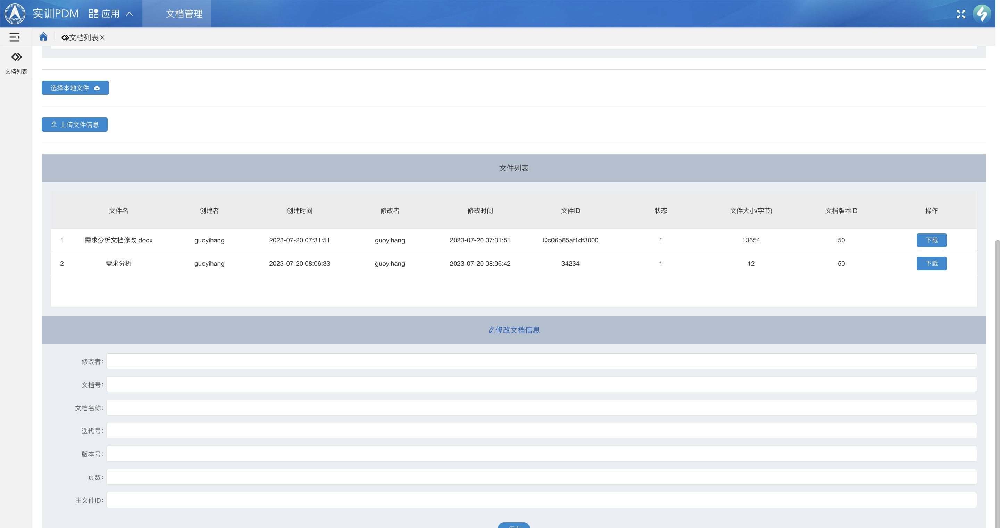 CASC
实训PDM 应用 文档管理
文档列表
文档列表
选择本地文件
上传文件信息
文件列表
文件名 创建者 创建时间 修改者 修改时间 文件ID 状态 文件大小(字节) 文档版本ID 操作
1 需求分析文档修改.docx guoyihang 2023-07-20 07:31:51 guoyihang 2023-07-20 07:31:51 Qc06b85af1df3000 1 13654 50 下载
2 需求分析 guoyihang 2023-07-20 08:06:33 guoyihang 2023-07-20 08:06:42 34234 1 12 50 下载
修改文档信息
修改者:
文档号:
文档名称:
迭代号:
版本号:
页数:
主文件ID:
保存